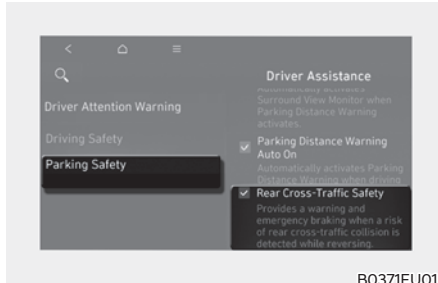 Driver Assistance
Driver Attention Warning
Driving Safety
Parking Safety
Automatically activates
Surround View Monitor when
Parking Distance Warning
activates.
Parking Distance Warning
Auto On
Automatically activates Parking
Distance Warning when driving
Rear Cross-Traffic Safety
Provides a warning and
emergency braking when a risk
of rear cross-traffic collision is
detected while reversing.
B0371EU01